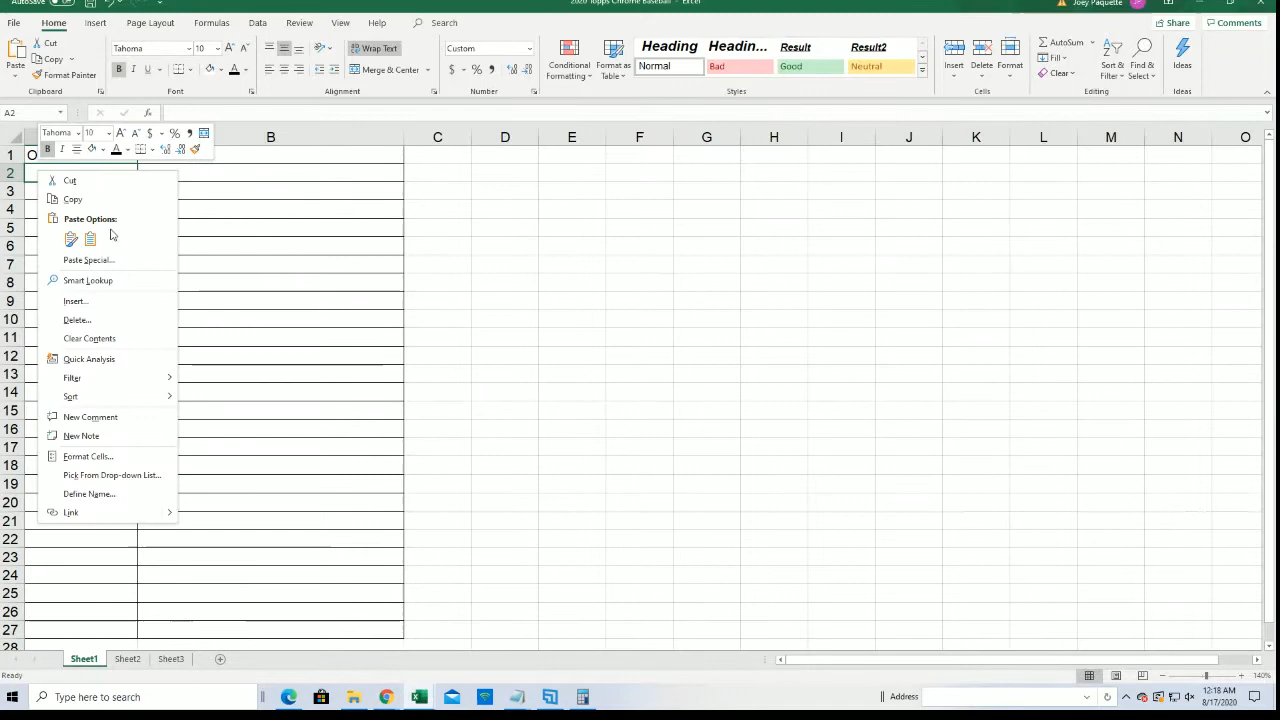 AutoSave Off 2020 Topps Chrome Baseball - Excel Joey Paquette JP
File Home Insert Page Layout Formulas Data Review View Help Search Share Comments
Cut
Copy
Format Painter
Paste
Clipboard
Tahoma 10
B I U
Font
Wrap Text
Merge & Center
Alignment
Custom
$ % ,
Number
Conditional Formatting
Format as Table
Heading Headin... Result Result2
Normal Bad Good Neutral
Styles
Insert Delete Format
Cells
AutoSum
Fill
Clear
Sort & Filter
Find & Select
Editing
Ideas
Ideas
A2 fx
Tahoma 10 $ % ,
B I
B C D E F G H I J K L M N O
1 O
2
3
4
5
6
7
8
9
10
11
12
13
14
15
16
17
18
19
20
21
22
23
24
25
26
27
28
Cut
Copy
Paste Options:
Paste Special...
Smart Lookup
Insert...
Delete...
Clear Contents
Quick Analysis
Filter
Sort
New Comment
New Note
Format Cells...
Pick From Drop-down List...
Define Name...
Link
Sheet1 Sheet2 Sheet3
Ready 140%
Type here to search Address 12:18 AM
8/17/2020